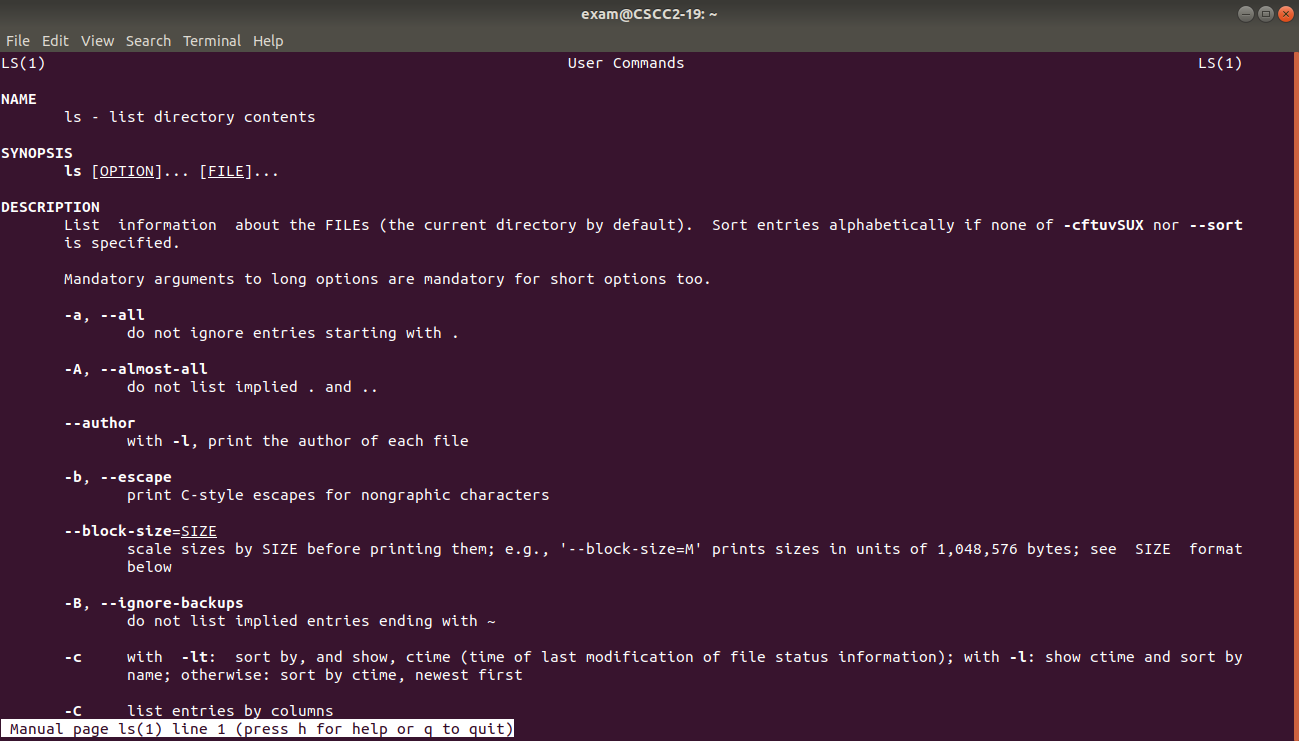 exam@CSCC2-19: ~
File Edit View Search Terminal Help
LS(1) User Commands LS(1)
NAME
ls - list directory contents
SYNOPSIS
ls [OPTION]... [FILE]...
DESCRIPTION
List information about the FILEs (the current directory by default). Sort entries alphabetically if none of -cftuvSUX nor --sort
is specified.
Mandatory arguments to long options are mandatory for short options too.
-a, --all
do not ignore entries starting with .
-A, --almost-all
do not list implied . and ..
--author
with -l, print the author of each file
-b, --escape
print C-style escapes for nongraphic characters
--block-size=SIZE
scale sizes by SIZE before printing them; e.g., '--block-size=M' prints sizes in units of 1,048,576 bytes; see SIZE format
below
-B, --ignore-backups
do not list implied entries ending with ~
-c with -lt: sort by, and show, ctime (time of last modification of file status information); with -l: show ctime and sort by
name; otherwise: sort by ctime, newest first
-C list entries by columns
Manual page ls(1) line 1 (press h for help or q to quit)